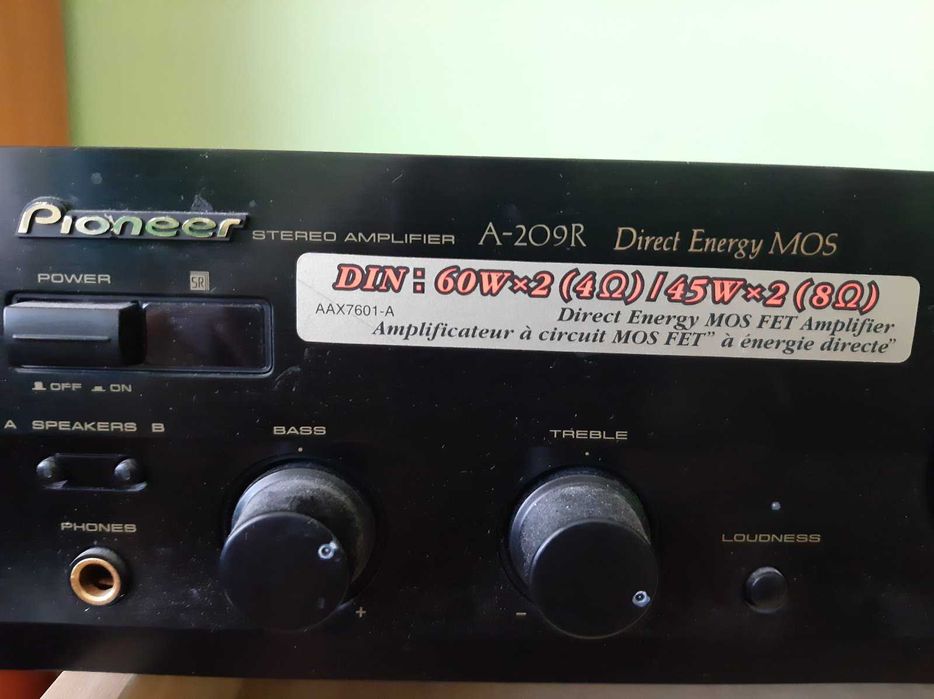 Pioneer STEREO AMPLIFIER A-209R Direct Energy MOS
POWER SR
DIN : 60W×2 (4Ω) / 45W×2 (8Ω)
AAX7601-A Direct Energy MOS FET Amplifier
Amplificateur à circuit MOS FET" à énergie directe"
OFF ON
A SPEAKERS B
BASS
TREBLE
PHONES
LOUDNESS
+
−